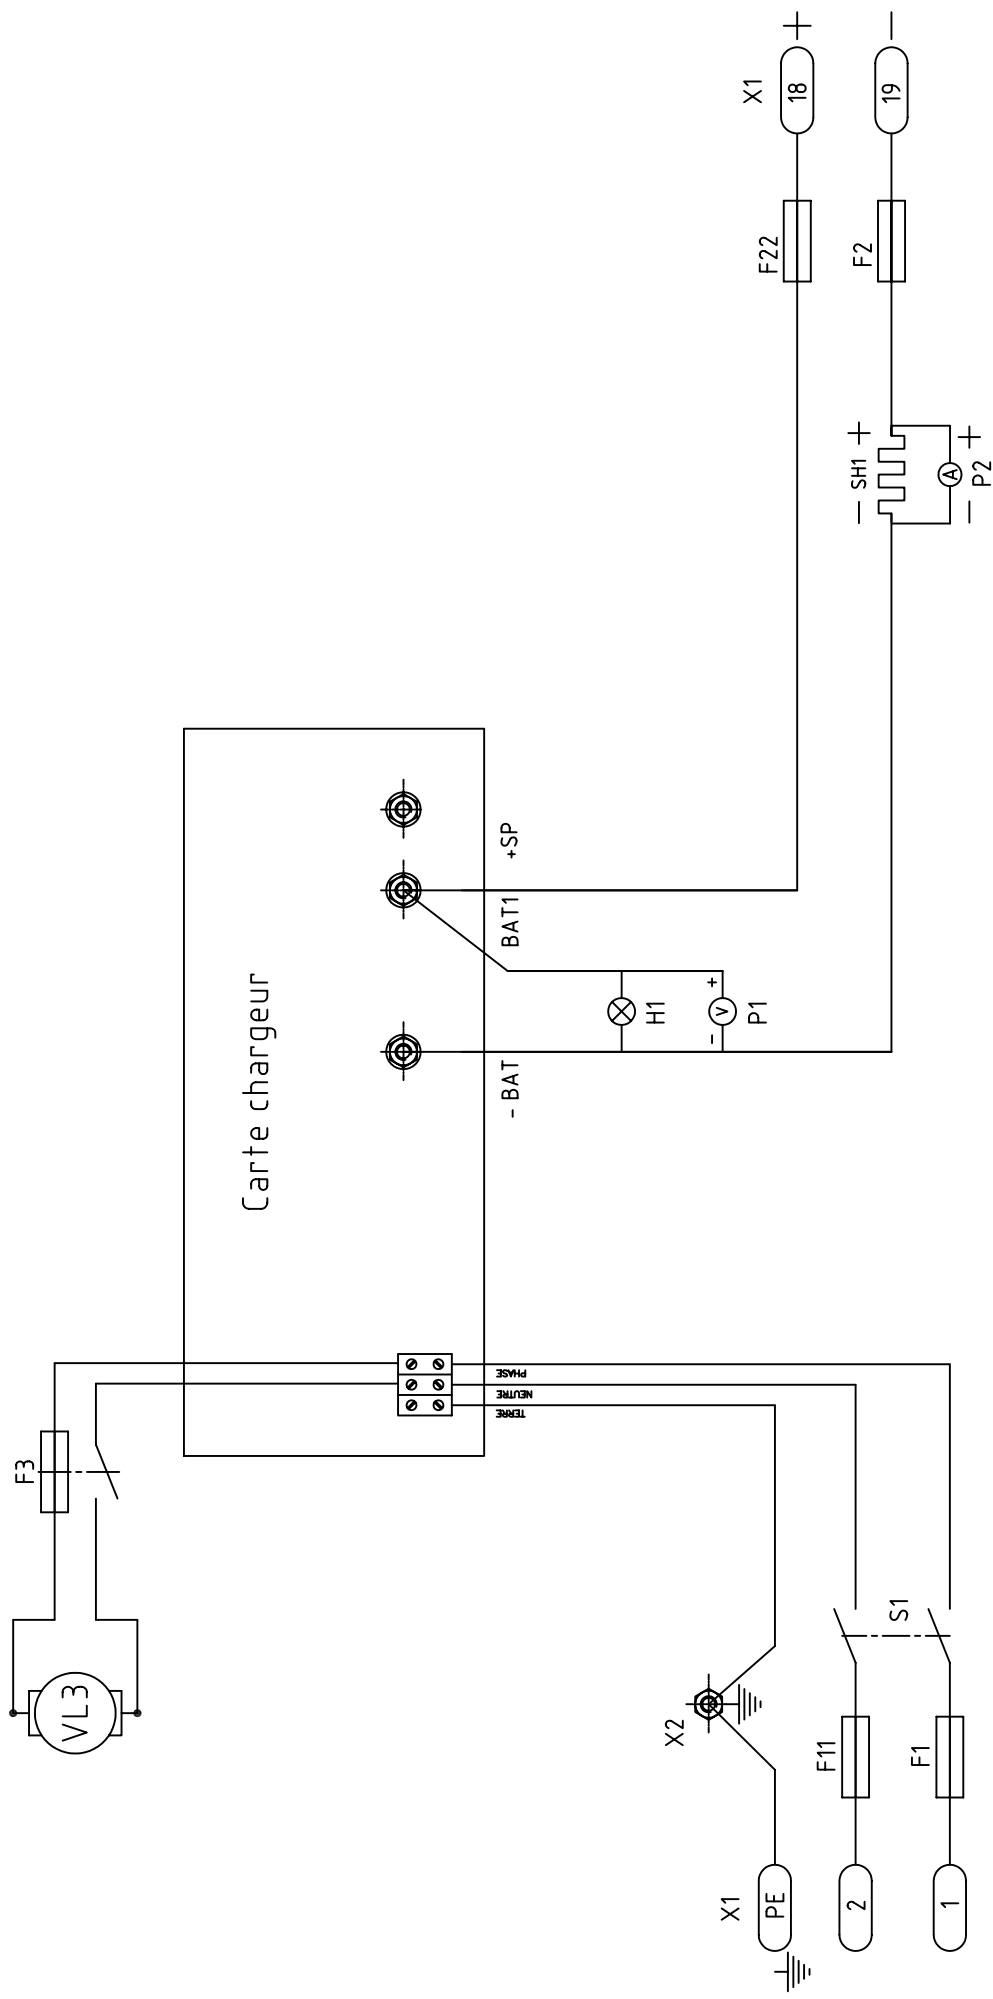 X1
18
+
19
−
F22
F2
− SH1 +
A
− +
P2
Carte chargeur
+SP
BAT1
- BAT
H1
- V +
P1
PHASE
NEUTRE
TERRE
F3
VL3
S1
X2
F11
F1
X1
PE
2
1